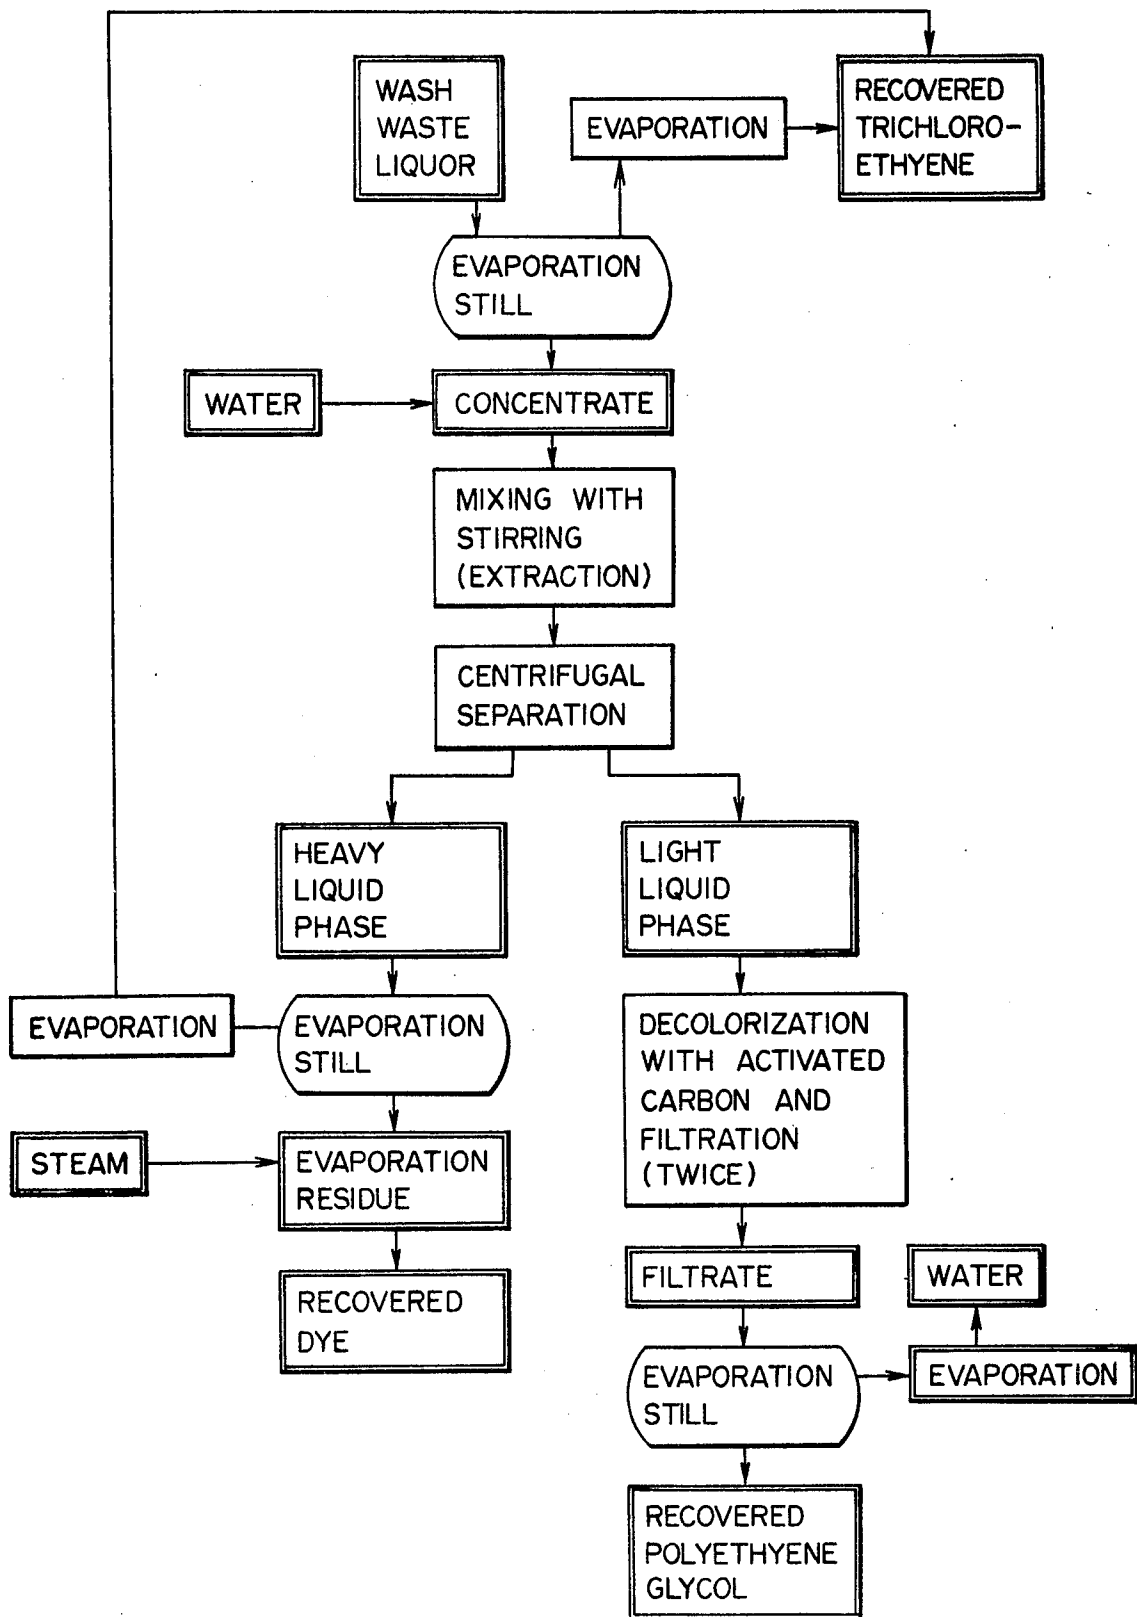 WASH
WASTE
LIQUOR
EVAPORATION
RECOVERED
TRICHLORO-
ETHYENE
EVAPORATION
STILL
WATER
CONCENTRATE
MIXING WITH
STIRRING
(EXTRACTION)
CENTRIFUGAL
SEPARATION
HEAVY
LIQUID
PHASE
LIGHT
LIQUID
PHASE
EVAPORATION
EVAPORATION
STILL
DECOLORIZATION
WITH ACTIVATED
CARBON AND
FILTRATION
(TWICE)
STEAM
EVAPORATION
RESIDUE
RECOVERED
DYE
FILTRATE
WATER
EVAPORATION
STILL
EVAPORATION
RECOVERED
POLYETHYENE
GLYCOL